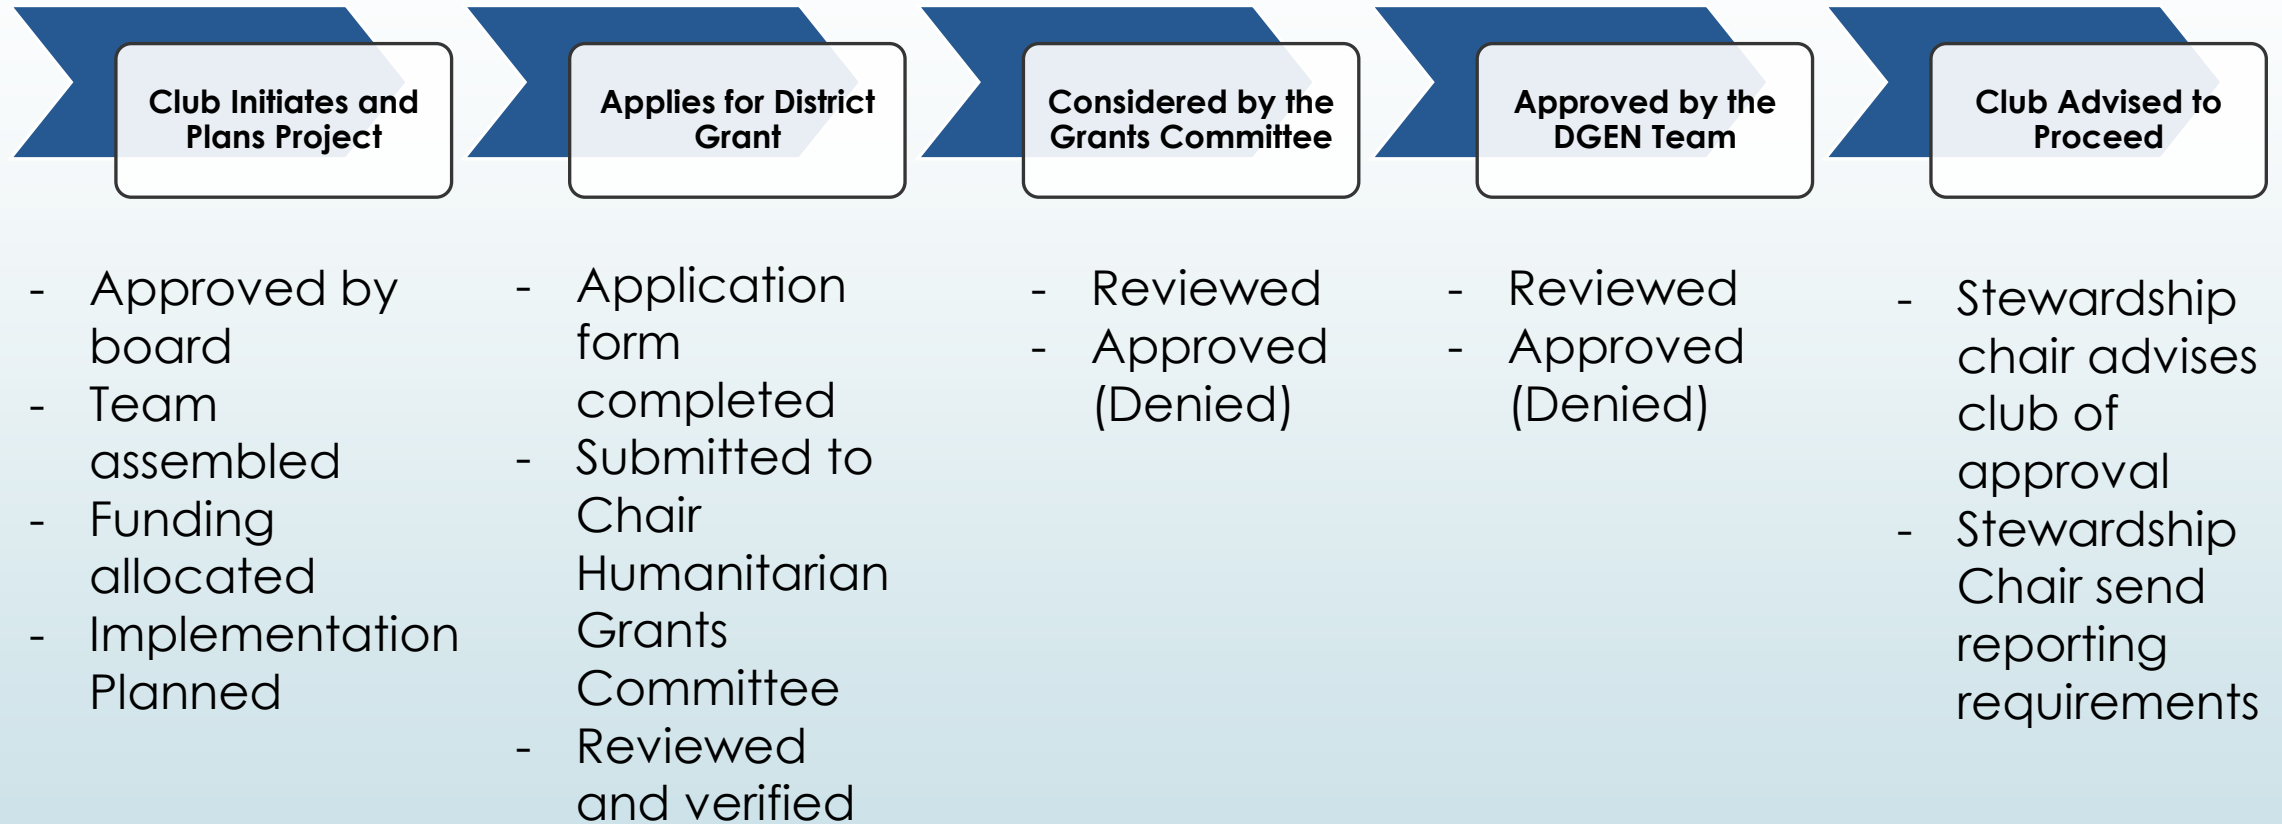 Club Initiates and
Plans Project
Applies for District
Grant
Considered by the
Grants Committee
Approved by the
DGEN Team
Club Advised to
Proceed
- Approved by
board
- Team
assembled
- Funding
allocated
- Implementation
Planned
- Application
form
completed
- Submitted to
Chair
Humanitarian
Grants
Committee
- Reviewed
and verified
- Reviewed
- Approved
(Denied)
- Reviewed
- Approved
(Denied)
- Stewardship
chair advises
club of
approval
- Stewardship
Chair send
reporting
requirements